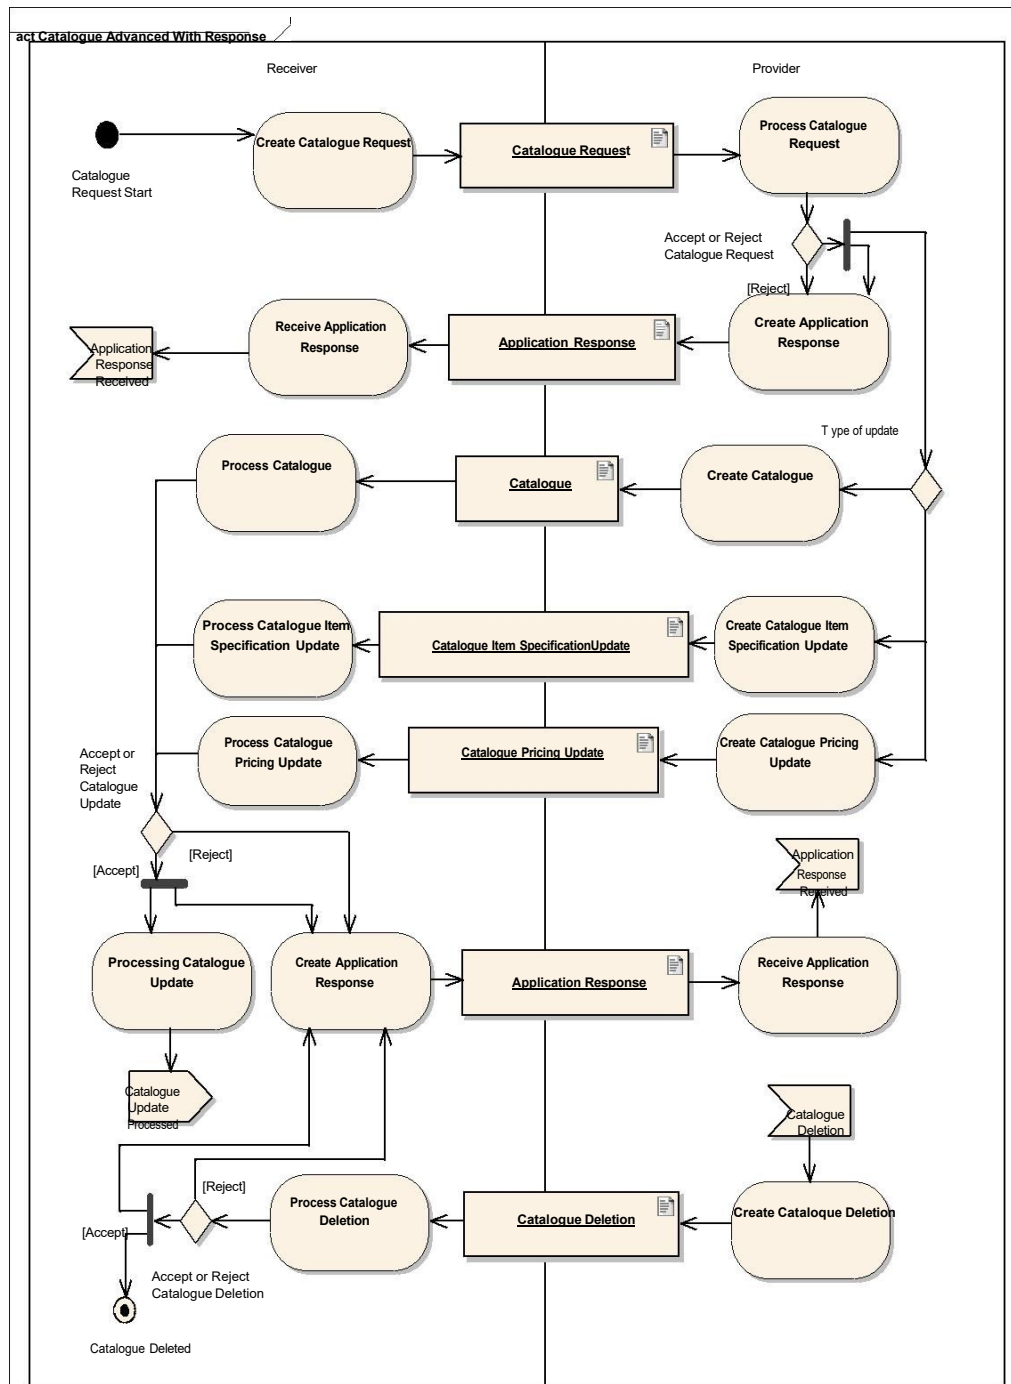 act Catalogue Advanced With Response
Receiver
Provider
Create Catalogue Request
Catalogue Request
Process Catalogue
Request
Catalogue
Request Start
Accept or Reject
Catalogue Request
[Reject]
Receive Application
Response
Application Response
Create Application
Response
Application
Response
Received
T ype of update
Process Catalogue
Catalogue
Create Catalogue
Process Catalogue Item
Specification Update
Catalogue Item SpecificationUpdate
Create Catalogue Item
Specification Update
Process Catalogue
Pricing Update
Catalogue Pricing Update
Create Catalogue Pricing
Update
Accept or
Reject
Catalogue
Update
[Reject]
[Accept]
Application
Response
Received
Processing Catalogue
Update
Create Application
Response
Application Response
Receive Application
Response
Catalogue
Update
Processed
Catalogue
Deletion
[Reject]
Process Catalogue
Deletion
Catalogue Deletion
Create Cataloque Deletion
[Accept]
Accept or Reject
Catalogue Deletion
Catalogue Deleted